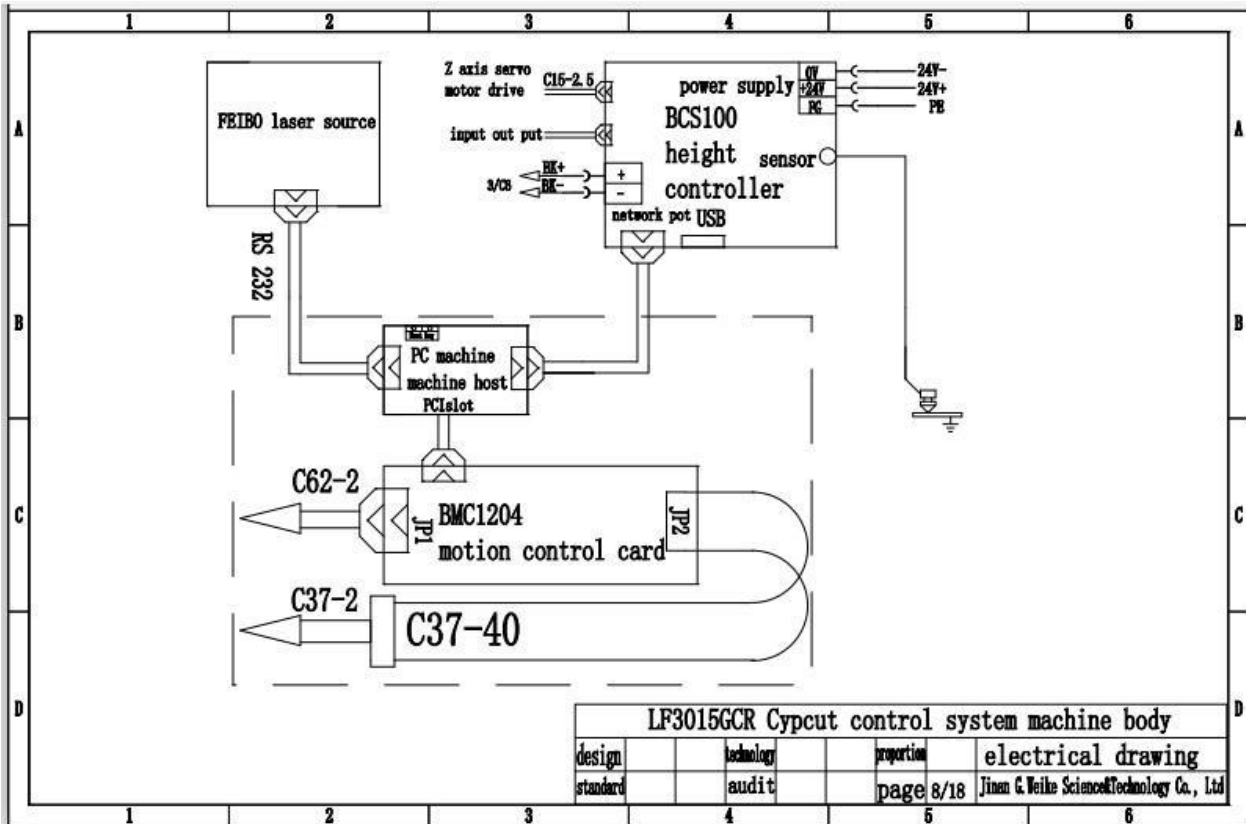 1 2 3 4 5 6
A
B
C
D
A
B
C
D
FEIBO laser source
RS 232
Z axis servo
motor drive
C15-2.5
input out put
3/C8
BK+
BK-
+
-
power supply
0V
+24V
PG
24V-
24V+
PE
BCS100
height
controller
sensor
network pot
USB
PC machine
machine host
PCIslot
C62-2
JP1
BMC1204
motion control card
JP2
C37-2
C37-40
LF3015GCR Cypcut control system machine body
design technology proportion electrical drawing
standard audit page 8/18 Jinan G.Weike Science&Technology Co., Ltd
1 2 3 4 5 6